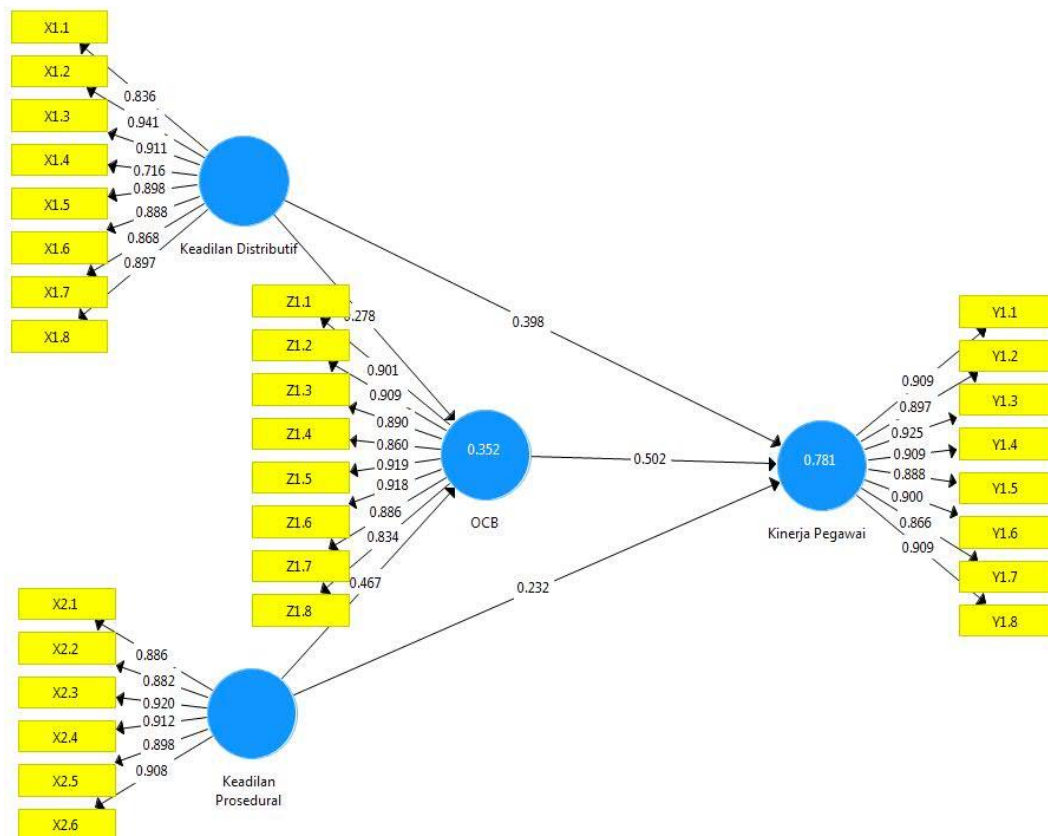 X1.1
X1.2
X1.3
X1.4
X1.5
X1.6
X1.7
X1.8
0.836
0.941
0.911
0.716
0.898
0.888
0.868
0.897
Keadilan Distributif
0.278
0.398
Z1.1
Z1.2
Z1.3
Z1.4
Z1.5
Z1.6
Z1.7
Z1.8
0.901
0.909
0.890
0.860
0.919
0.918
0.886
0.834
0.467
0.352
OCB
0.502
0.232
0.781
Kinerja Pegawai
0.909
0.897
0.925
0.909
0.888
0.900
0.866
0.909
Y1.1
Y1.2
Y1.3
Y1.4
Y1.5
Y1.6
Y1.7
Y1.8
X2.1
X2.2
X2.3
X2.4
X2.5
X2.6
0.886
0.882
0.920
0.912
0.898
0.908
Keadilan
Prosedural